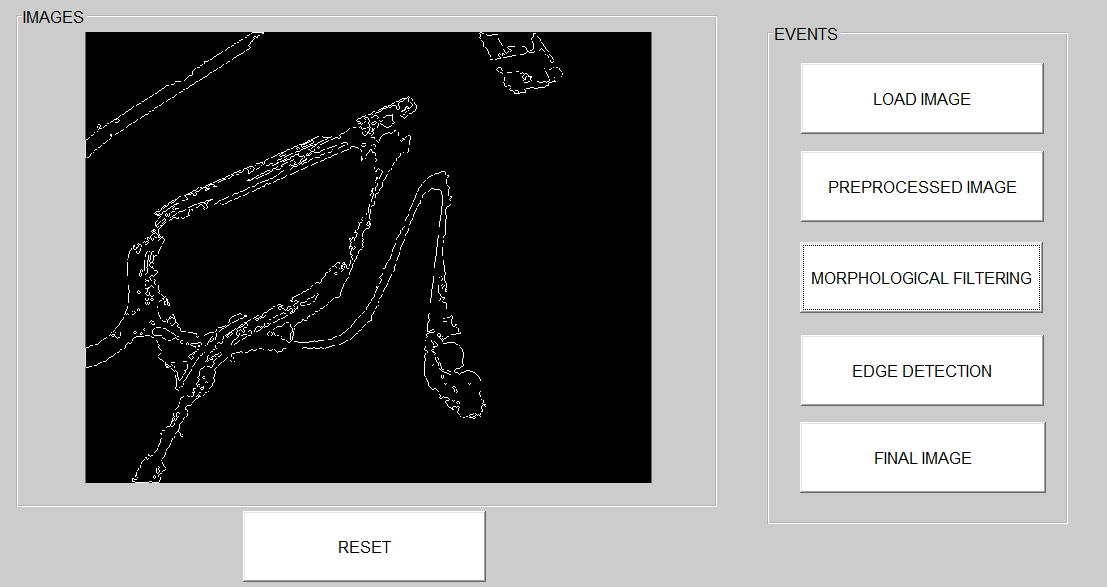 IMAGES
EVENTS
LOAD IMAGE
PREPROCESSED IMAGE
MORPHOLOGICAL FILTERING
EDGE DETECTION
FINAL IMAGE
RESET